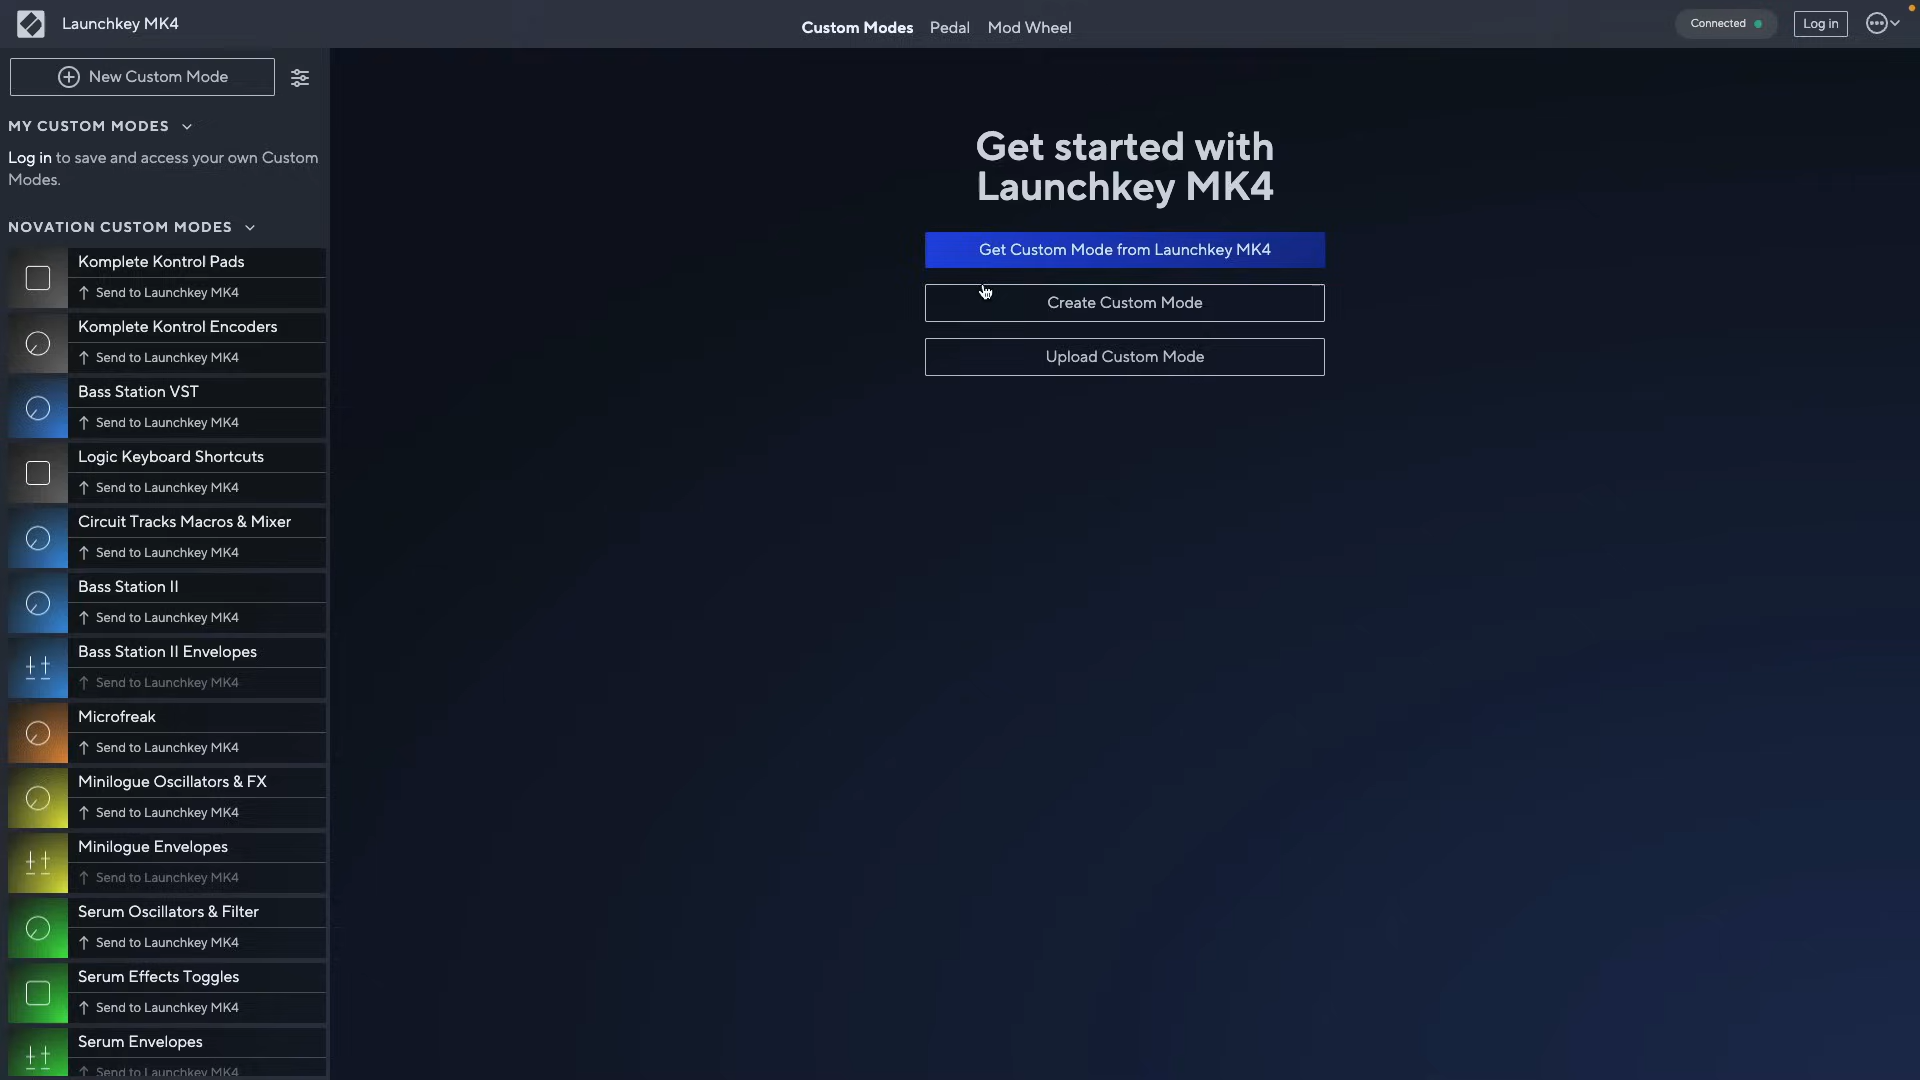 Launchkey MK4
Custom Modes
Pedal
Mod Wheel
Connected
Log in
New Custom Mode
MY CUSTOM MODES
Log in to save and access your own Custom
Modes.
NOVATION CUSTOM MODES
Komplete Kontrol Pads
Send to Launchkey MK4
Komplete Kontrol Encoders
Send to Launchkey MK4
Bass Station VST
Send to Launchkey MK4
Logic Keyboard Shortcuts
Send to Launchkey MK4
Circuit Tracks Macros & Mixer
Send to Launchkey MK4
Bass Station II
Send to Launchkey MK4
Bass Station II Envelopes
Send to Launchkey MK4
Microfreak
Send to Launchkey MK4
Minilogue Oscillators & FX
Send to Launchkey MK4
Minilogue Envelopes
Send to Launchkey MK4
Serum Oscillators & Filter
Send to Launchkey MK4
Serum Effects Toggles
Send to Launchkey MK4
Serum Envelopes
Send to Launchkey MK4
Get started with
Launchkey MK4
Get Custom Mode from Launchkey MK4
Create Custom Mode
Upload Custom Mode